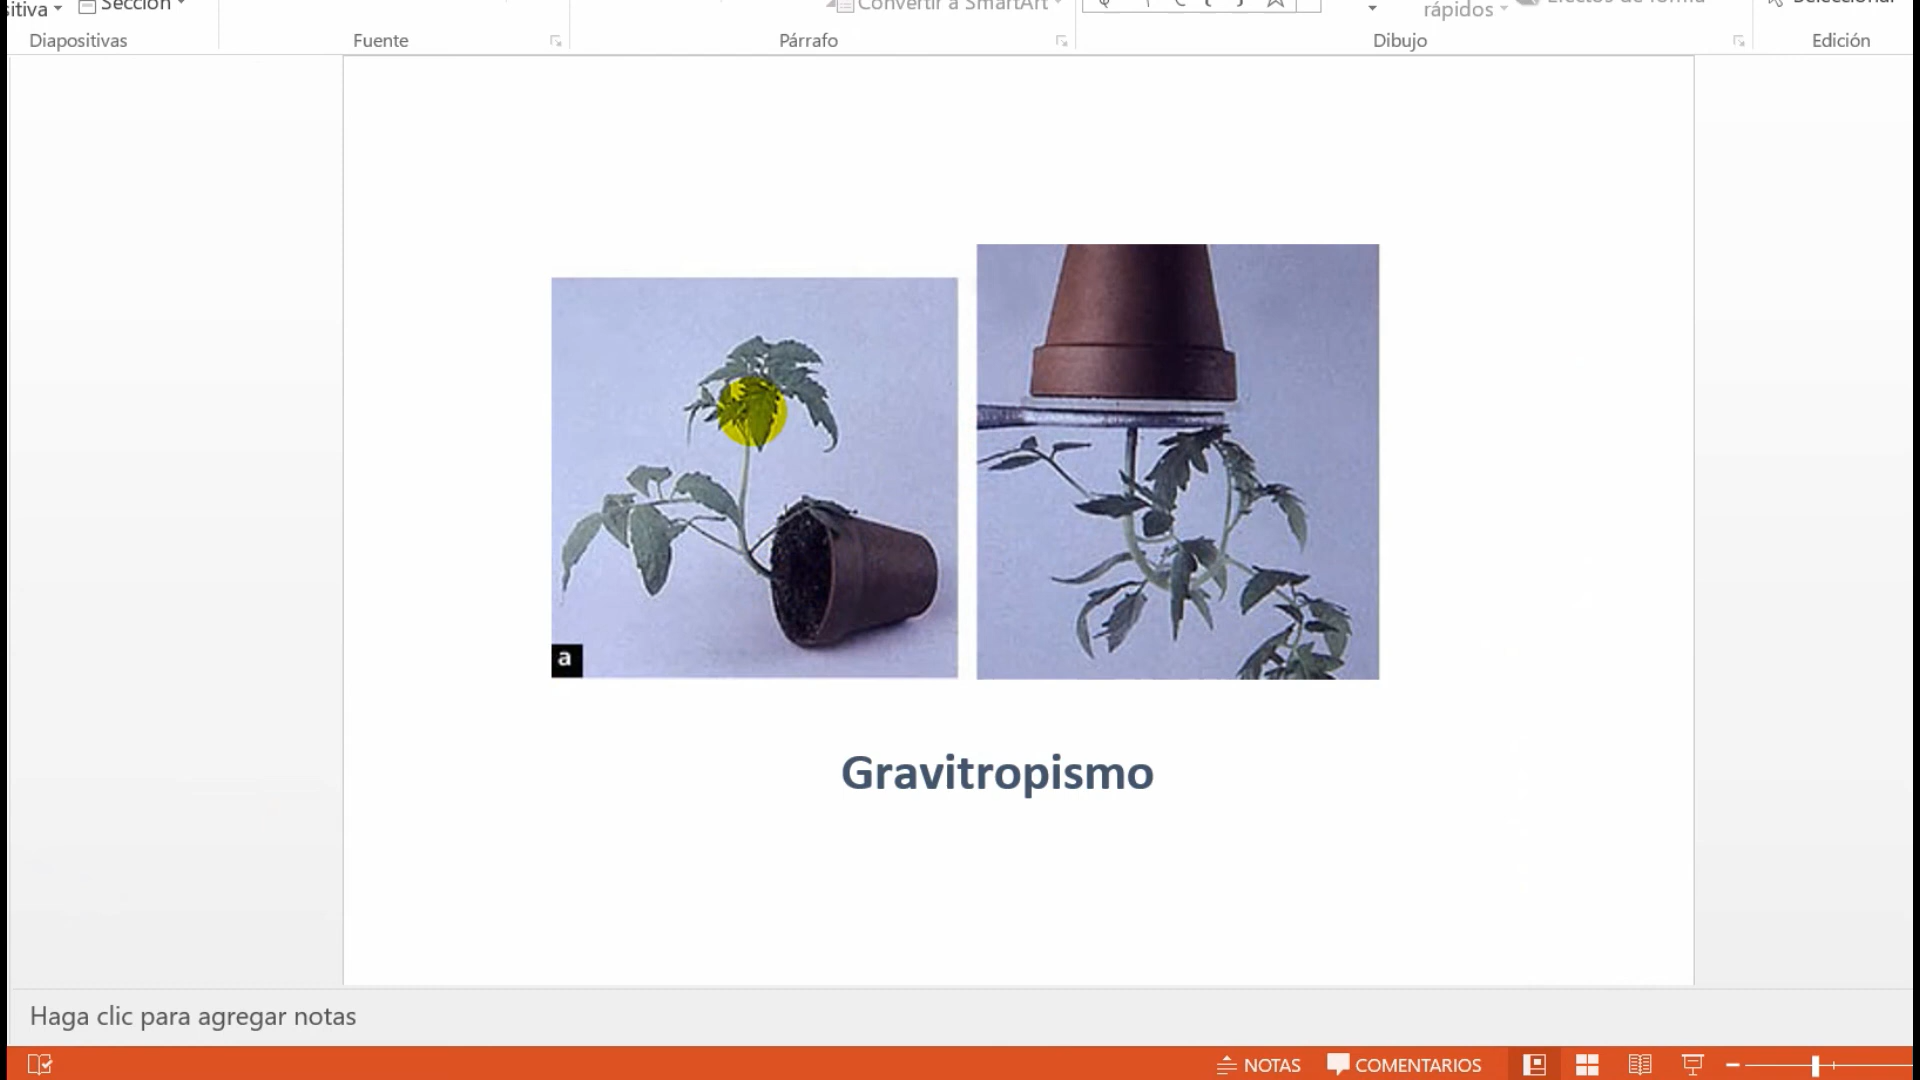 sitiva
Sección
Convertir a SmartArt
rápidos
Efectos de forma
Seleccionar
Diapositivas
Fuente
Párrafo
Dibujo
Edición
a
Gravitropismo
Haga clic para agregar notas
NOTAS
COMENTARIOS